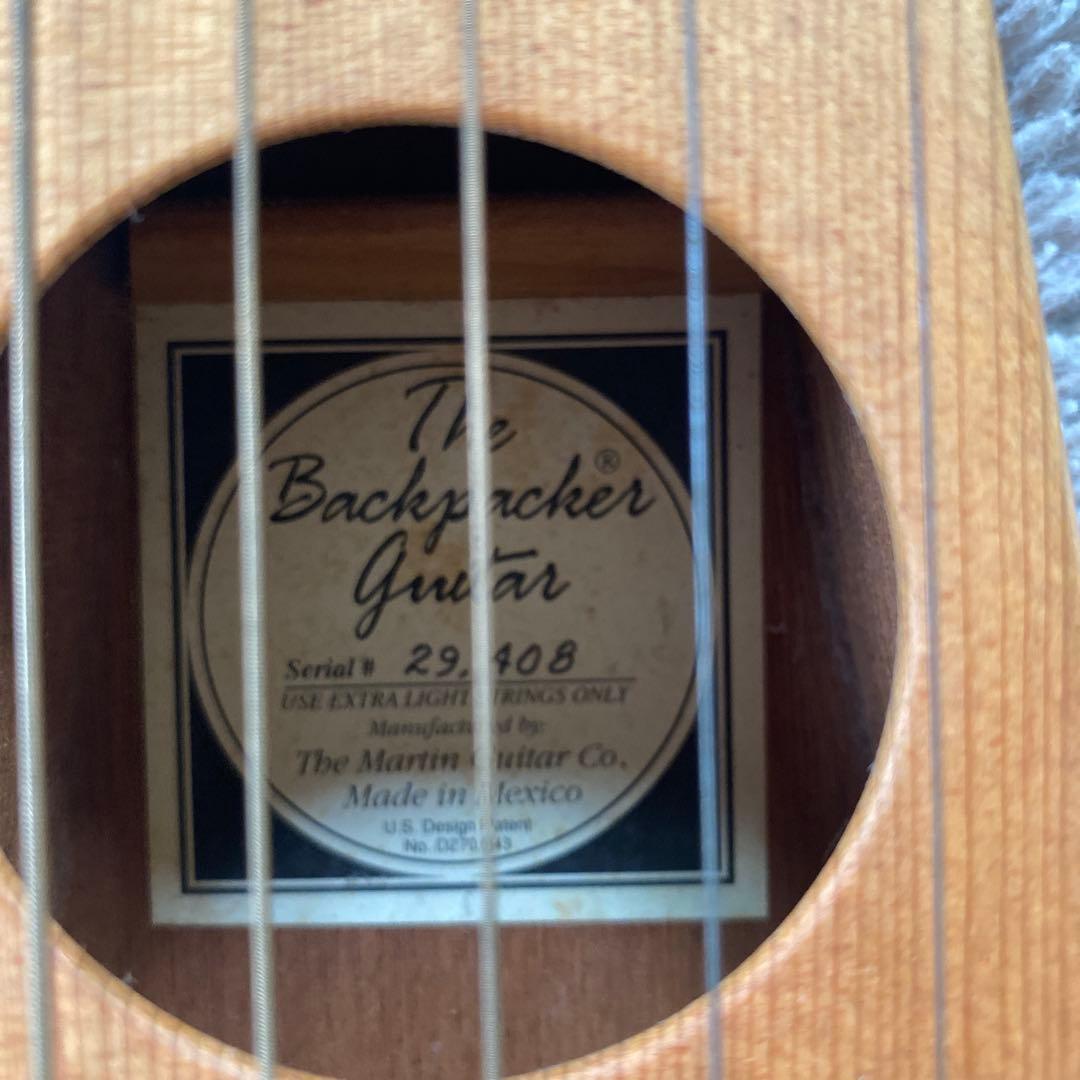 The
Backpacker®
Guitar
Serial # 29,408
USE EXTRA LIGHT STRINGS ONLY
Manufactured by:
The Martin Guitar Co.
Made in Mexico
U.S. Design Patent
No.